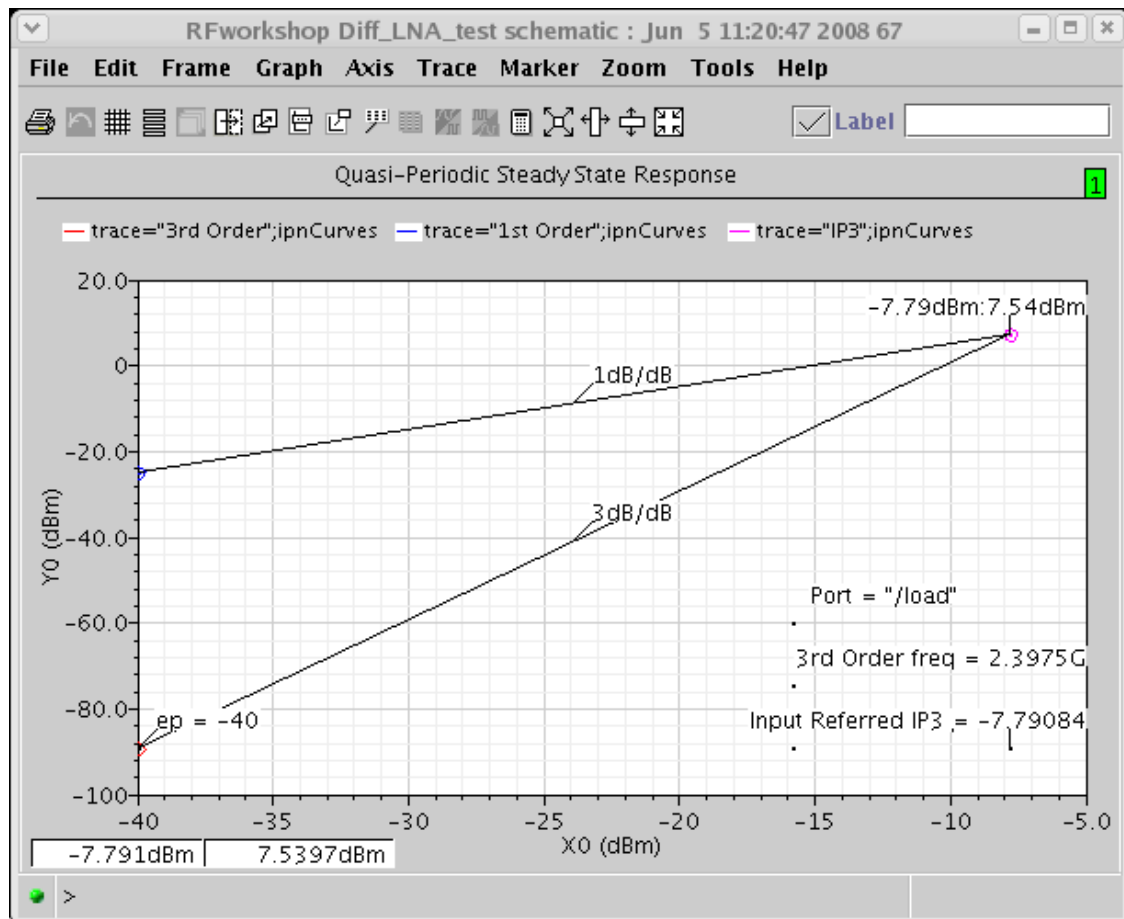 RFworkshop Diff_LNA_test schematic : Jun 5 11:20:47 2008 67
File Edit Frame Graph Axis Trace Marker Zoom Tools Help
Label
Quasi-Periodic Steady State Response
1
trace="3rd Order";ipnCurves trace="1st Order";ipnCurves trace="IP3";ipnCurves
20.0
-7.79dBm:7.54dBm
0
1dB/dB
-20.0
3dB/dB
-40.0
Y0 (dBm)
Port = "/load"
-60.0
3rd Order freq = 2.3975G
-80.0
ep = -40
Input Referred IP3 = -7.79084
-100
-40 -35 -30 -25 -20 -15 -10 -5.0
X0 (dBm)
-7.791dBm 7.5397dBm
>